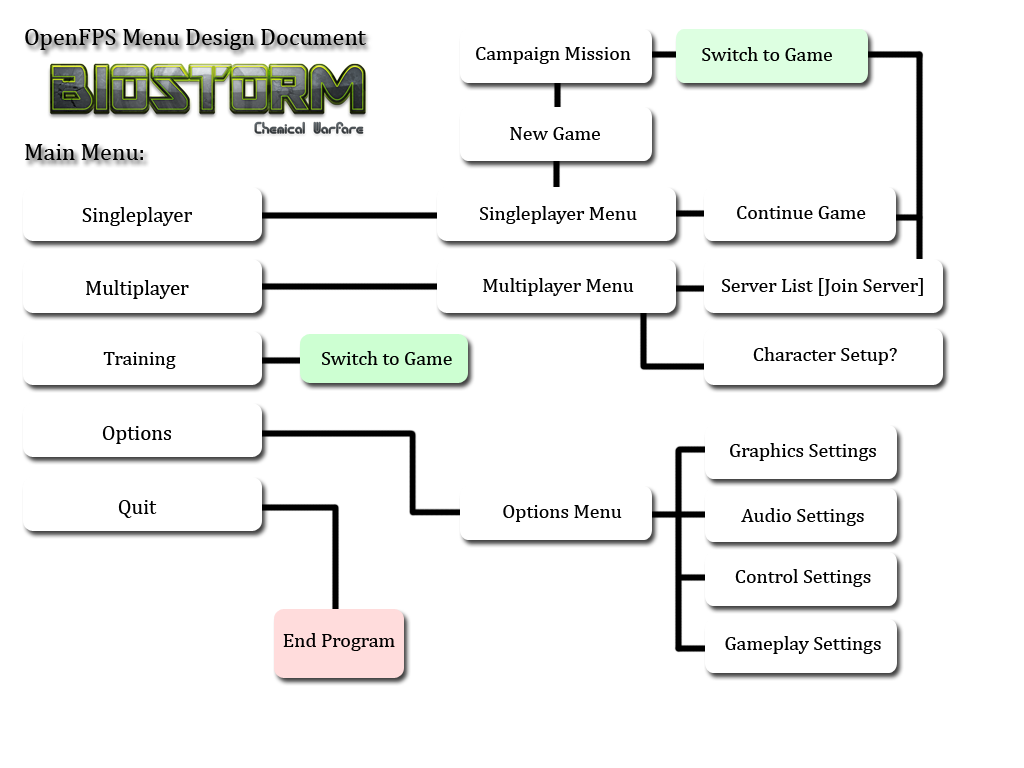 OpenFPS Menu Design Document
BIOSTORM
Chemical Warfare
Main Menu:
Campaign Mission
Switch to Game
New Game
Singleplayer
Singleplayer Menu
Continue Game
Multiplayer
Multiplayer Menu
Server List [Join Server]
Training
Switch to Game
Character Setup?
Options
Graphics Settings
Quit
Options Menu
Audio Settings
Control Settings
End Program
Gameplay Settings